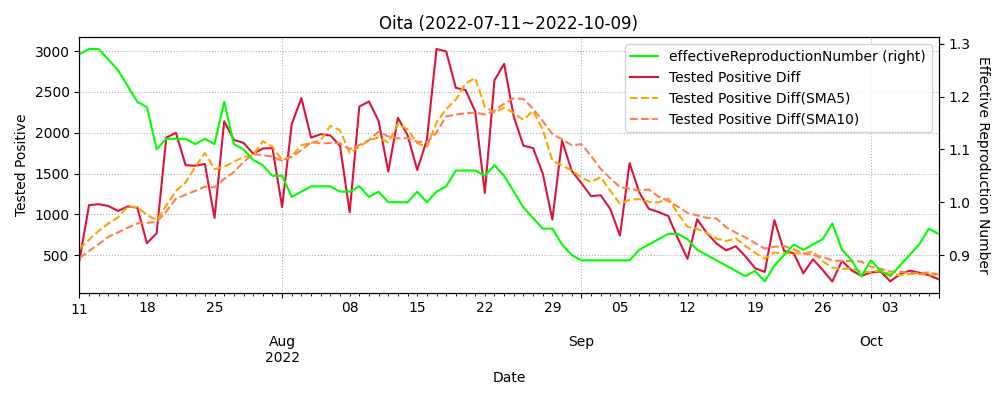 Oita (2022-07-11~2022-10-09)
effectiveReproductionNumber (right)
Tested Positive Diff
Tested Positive Diff(SMA5)
Tested Positive Diff(SMA10)
Tested Positive
3000
2500
2000
1500
1000
500
1.3
1.2
1.1
1.0
0.9
Effective Reproduction Number
11 18 25 08 15 22 29 05 12 19 26 03
Aug Sep Oct
2022
Date